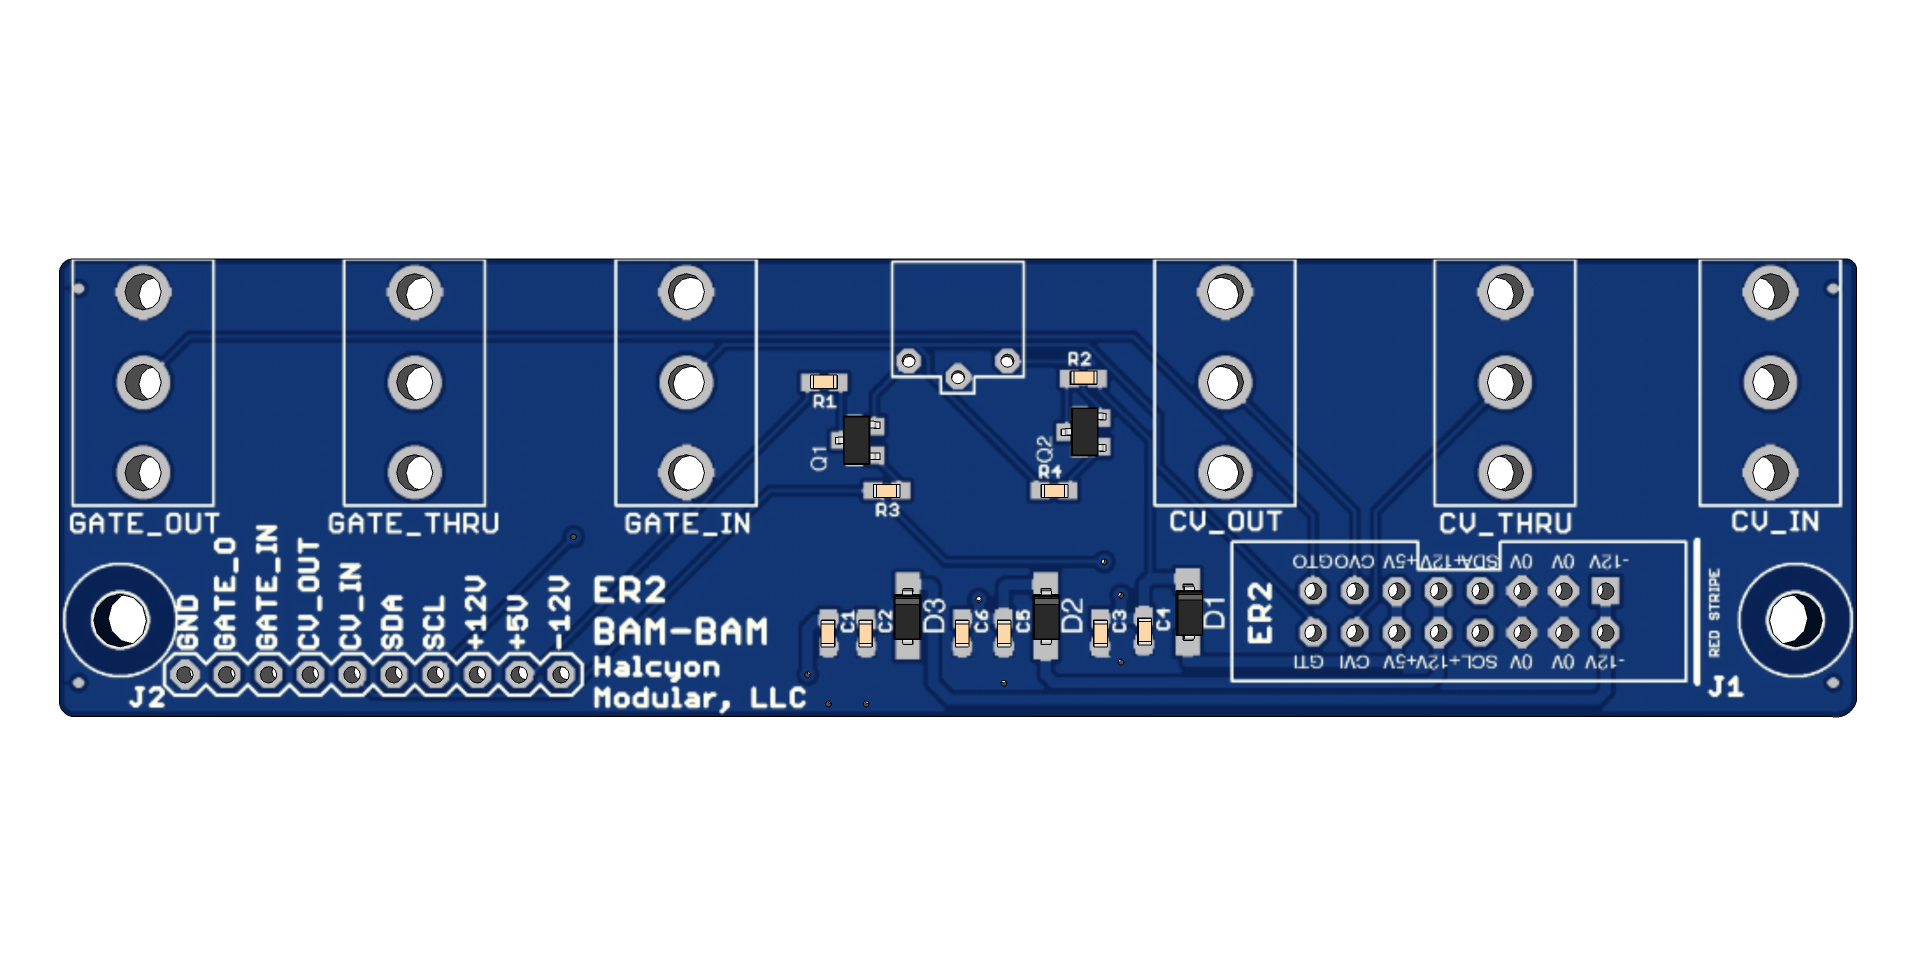 R2
R1
Q1
Q2
R4
R3
GATE_OUT
GATE_THRU
GATE_IN
CV_OUT
CV_THRU
CV_IN
GND
GATE_O
GATE_IN
CV_OUT
CV_IN
SDA
SCL
+12V
+5V
-12V
J2
ER2
BAM-BAM
Halcyon
Modular, LLC
C1
C2
D3
C6
C5
D2
C3
C4
D1
ER2
-12V 0V 0V SDA +12V +5V CVO GTO
-12V 0V 0V SCL +12V +5V CVI GTI
RED STRIPE
J1